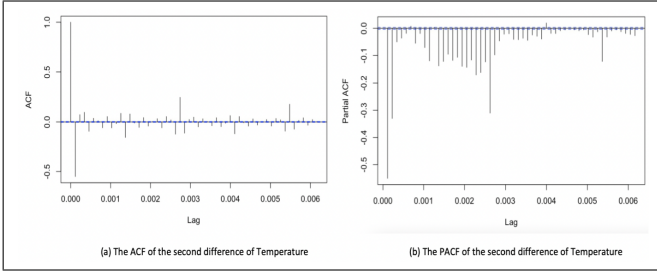 ACF
1.0
0.5
0.0
-0.5
0.000 0.001 0.002 0.003 0.004 0.005 0.006
Lag
(a) The ACF of the second difference of Temperature
Partial ACF
0.0
-0.1
-0.2
-0.3
-0.4
-0.5
0.000 0.001 0.002 0.003 0.004 0.005 0.006
Lag
(b) The PACF of the second difference of Temperature